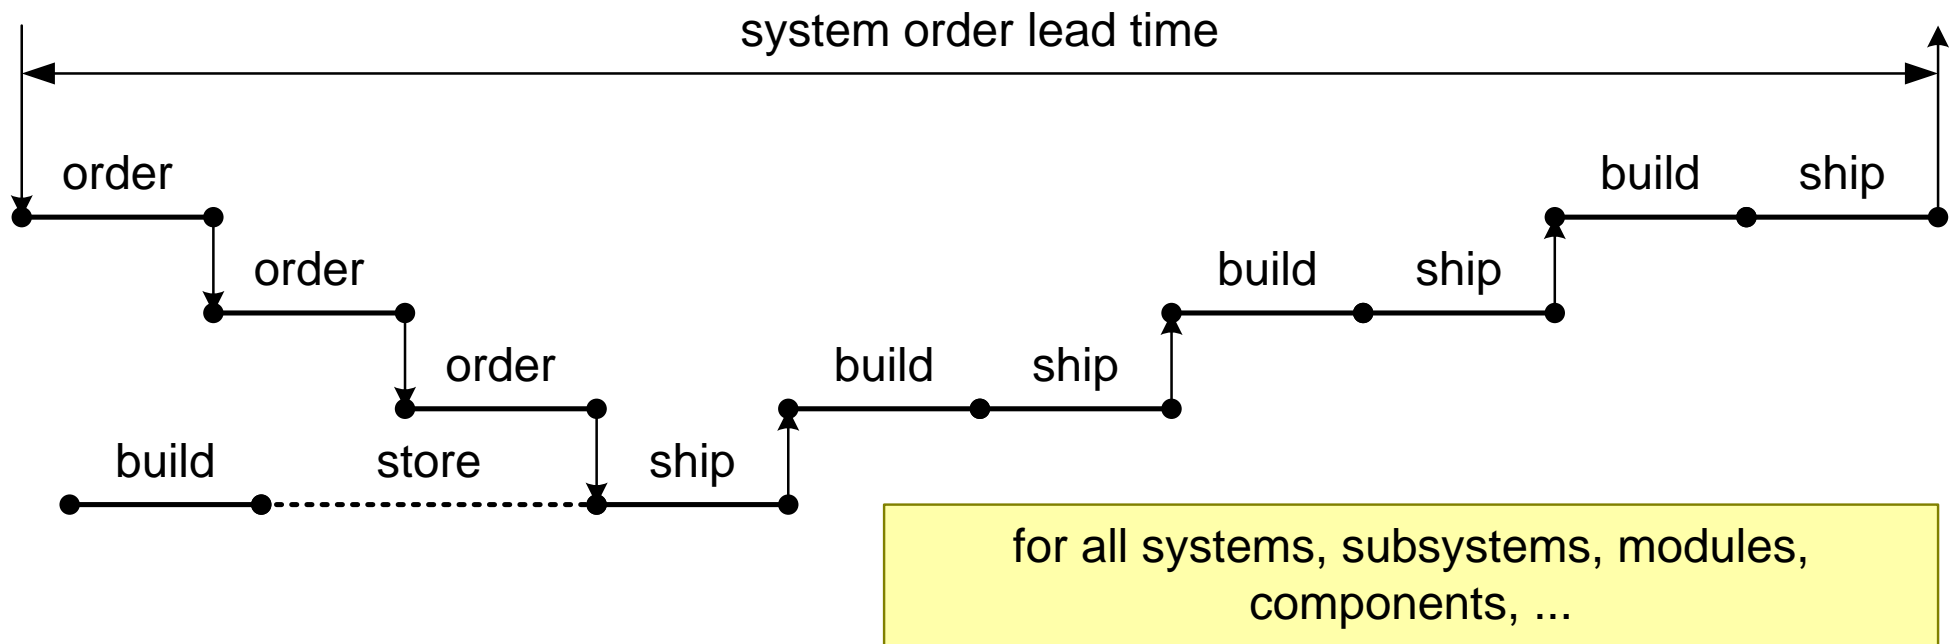 system order lead time
order
build ship
order
build ship
order
build ship
build store ship
for all systems, subsystems, modules,
components, ...